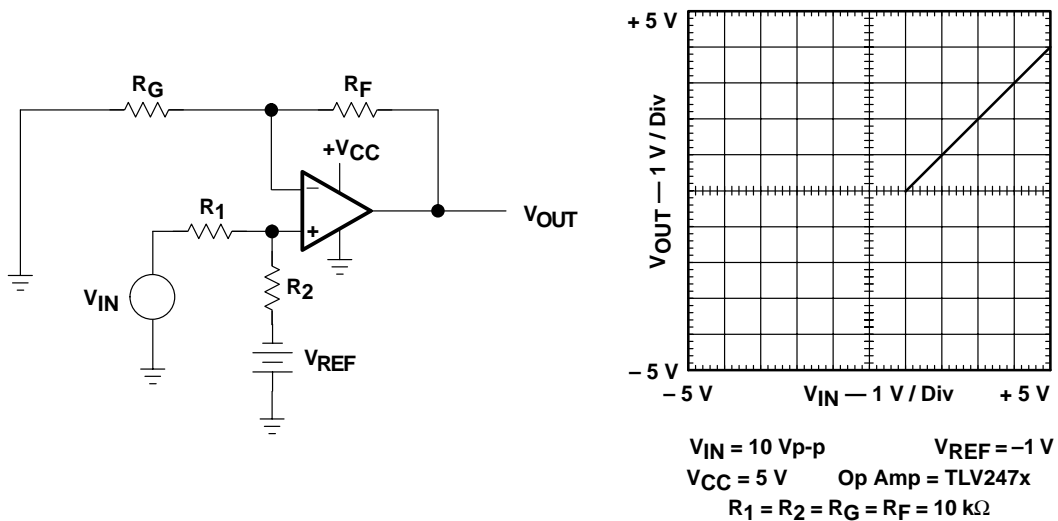 RG
RF
+VCC
–
+
R1
R2
VIN
VREF
VOUT
+ 5 V
VOUT — 1 V / Div
– 5 V
– 5 V
VIN — 1 V / Div
+ 5 V
VIN = 10 Vp-p VREF = –1 V
VCC = 5 V Op Amp = TLV247x
R1 = R2 = RG = RF = 10 kΩ